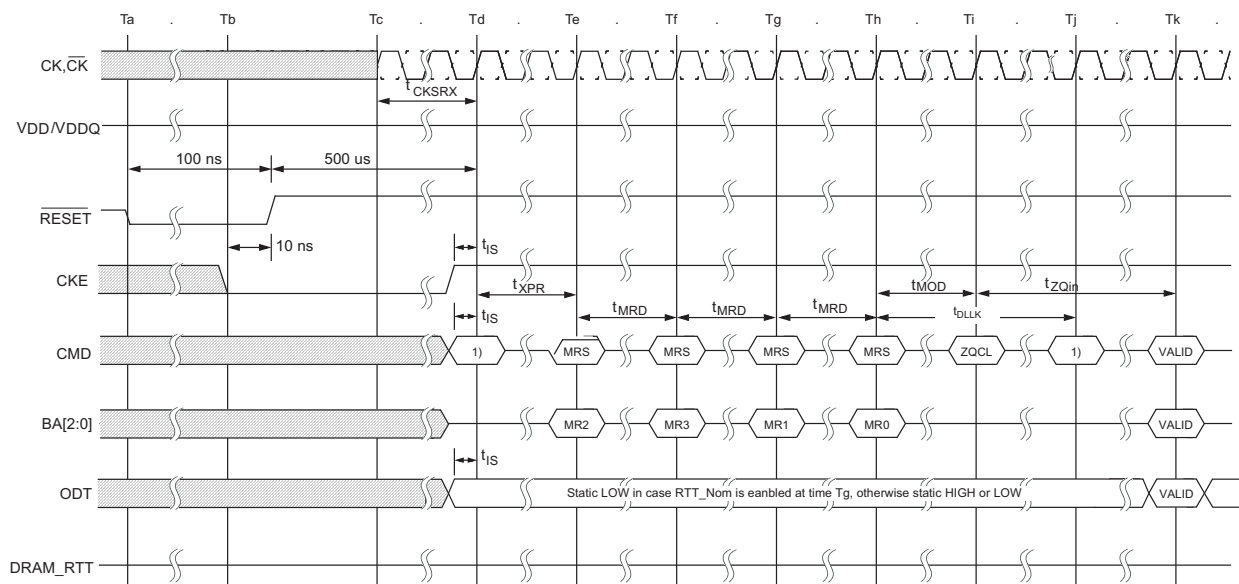 Ta . Tb . Tc . Td . Te . Tf . Tg . Th . Ti . Tj . Tk .
CK,CK
tCKSRX
VDD/VDDQ
100 ns 500 us
RESET
10 ns tIS
CKE
tXPR tMOD tZQin
tIS tMRD tMRD tMRD tDLLK
CMD 1) MRS MRS MRS MRS ZQCL 1) VALID
BA[2:0] MR2 MR3 MR1 MR0 VALID
tIS
ODT Static LOW in case RTT_Nom is eanbled at time Tg, otherwise static HIGH or LOW VALID
DRAM_RTT